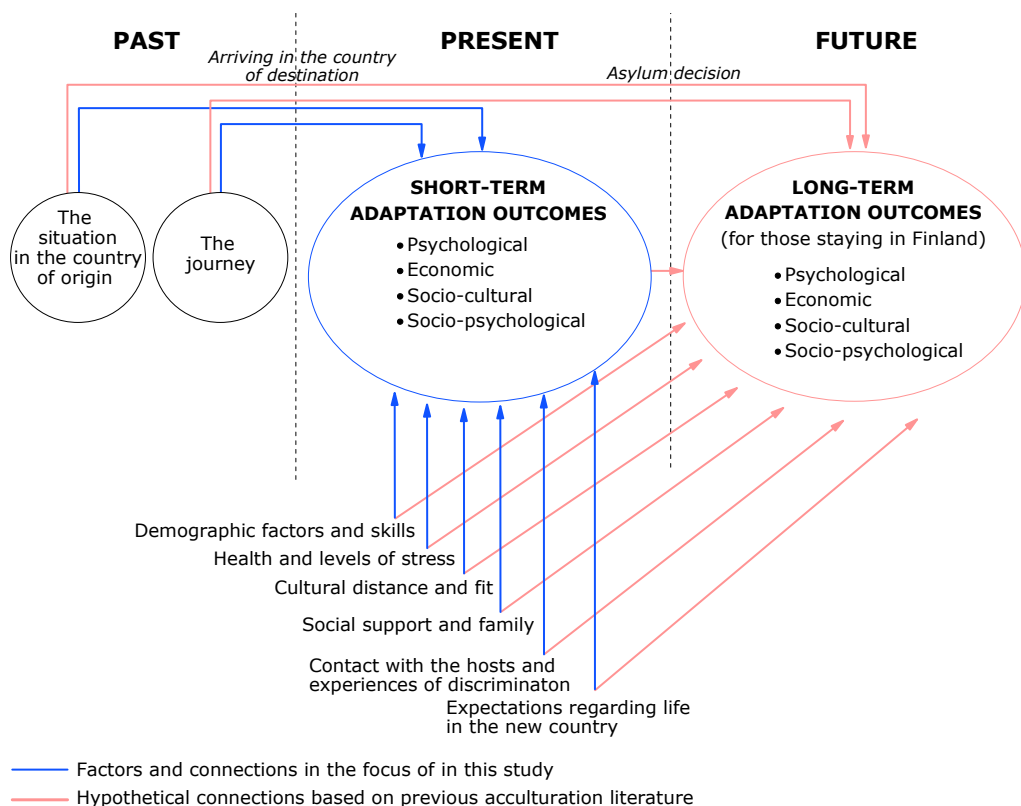 PAST
PRESENT
FUTURE
Arriving in the country
of destination
Asylum decision
The
situation
in the country
of origin
The
journey
SHORT-TERM
ADAPTATION OUTCOMES
•Psychological
•Economic
•Socio-cultural
•Socio-psychological
LONG-TERM
ADAPTATION OUTCOMES
(for those staying in Finland)
•Psychological
•Economic
•Socio-cultural
•Socio-psychological
Demographic factors and skills
Health and levels of stress
Cultural distance and fit
Social support and family
Contact with the hosts and
experiences of discriminaton
Expectations regarding life
in the new country
Factors and connections in the focus of in this study
Hypothetical connections based on previous acculturation literature